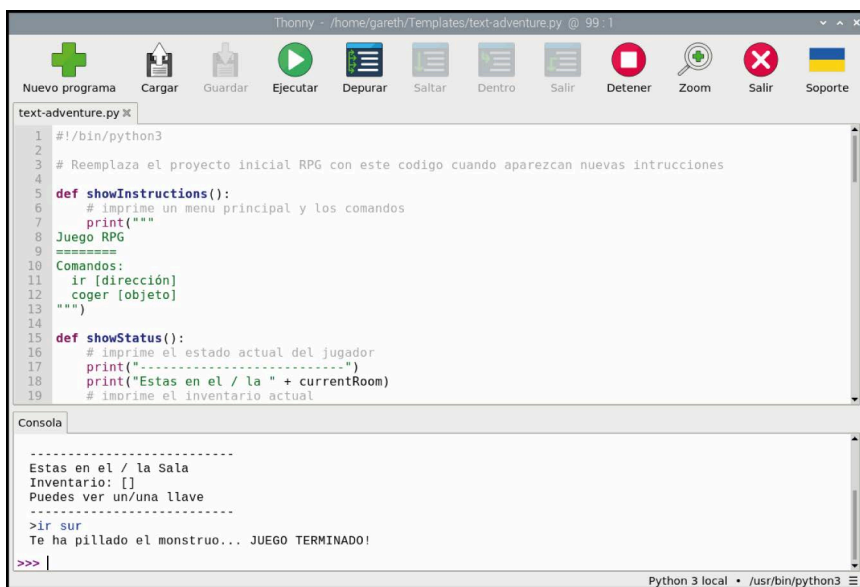 Thonny - /home/gareth/Templates/text-adventure.py @ 99 : 1
Nuevo programa Cargar Guardar Ejecutar Depurar Saltar Dentro Salir Detener Zoom Salir Soporte
text-adventure.py
1 #!/bin/python3
2
3 # Reemplaza el proyecto inicial RPG con este codigo cuando aparezcan nuevas intrucciones
4
5 def showInstructions():
6     # imprime un menu principal y los comandos
7     print("""
8 Juego RPG
9 ========
10 Comandos:
11   ir [dirección]
12   coger [objeto]
13 """)
14
15 def showStatus():
16     # imprime el estado actual del jugador
17     print("---------------------------")
18     print("Estas en el / la " + currentRoom)
19     # imprime el inventario actual
Consola
---------------------------
Estas en el / la Sala
Inventario: []
Puedes ver un/una llave
---------------------------
>ir sur
Te ha pillado el monstruo... JUEGO TERMINADO!
>>>
Python 3 local • /usr/bin/python3